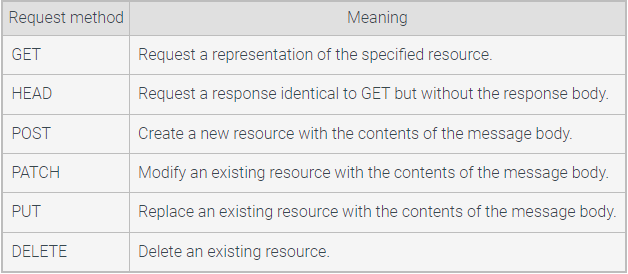 Request method Meaning
GET Request a representation of the specified resource.
HEAD Request a response identical to GET but without the response body.
POST Create a new resource with the contents of the message body.
PATCH Modify an existing resource with the contents of the message body.
PUT Replace an existing resource with the contents of the message body.
DELETE Delete an existing resource.